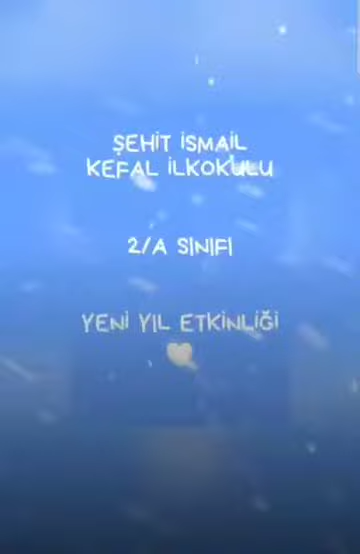 ŞEHİT İSMAİL
KEFAL İLKOKULU
2/A SINIFI
YENİ YIL ETKİNLİĞİ